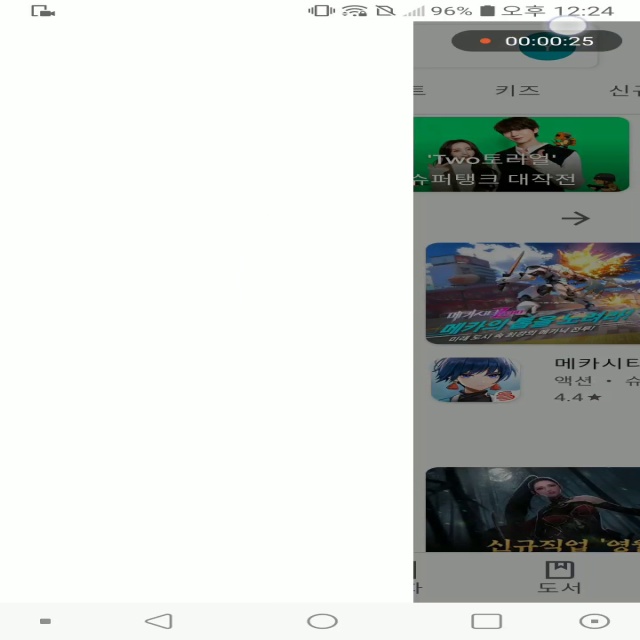 96% 오후 12:24
00:00:25
트 키즈 신규
'Two토리얼'
슈퍼탱크 대작전
메카시티
액션 · 슈
4.4★
신규직업 '영원
도서